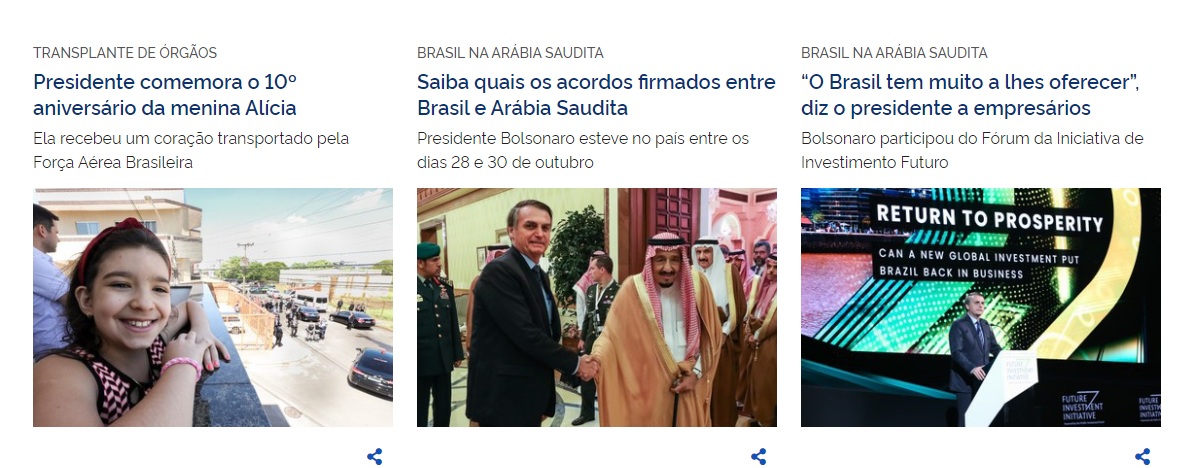 TRANSPLANTE DE ÓRGÃOS
Presidente comemora o 10º
aniversário da menina Alícia
Ela recebeu um coração transportado pela
Força Aérea Brasileira
BRASIL NA ARÁBIA SAUDITA
Saiba quais os acordos firmados entre
Brasil e Arábia Saudita
Presidente Bolsonaro esteve no país entre os
dias 28 e 30 de outubro
BRASIL NA ARÁBIA SAUDITA
“O Brasil tem muito a lhes oferecer”,
diz o presidente a empresários
Bolsonaro participou do Fórum da Iniciativa de
Investimento Futuro
RETURN TO PROSPERITY
CAN A NEW GLOBAL INVESTMENT PUT
BRAZIL BACK IN BUSINESS
FUTURE
INVESTMENT
INITIATIVE
FUTURE
INVESTMENT
INITIATIVE